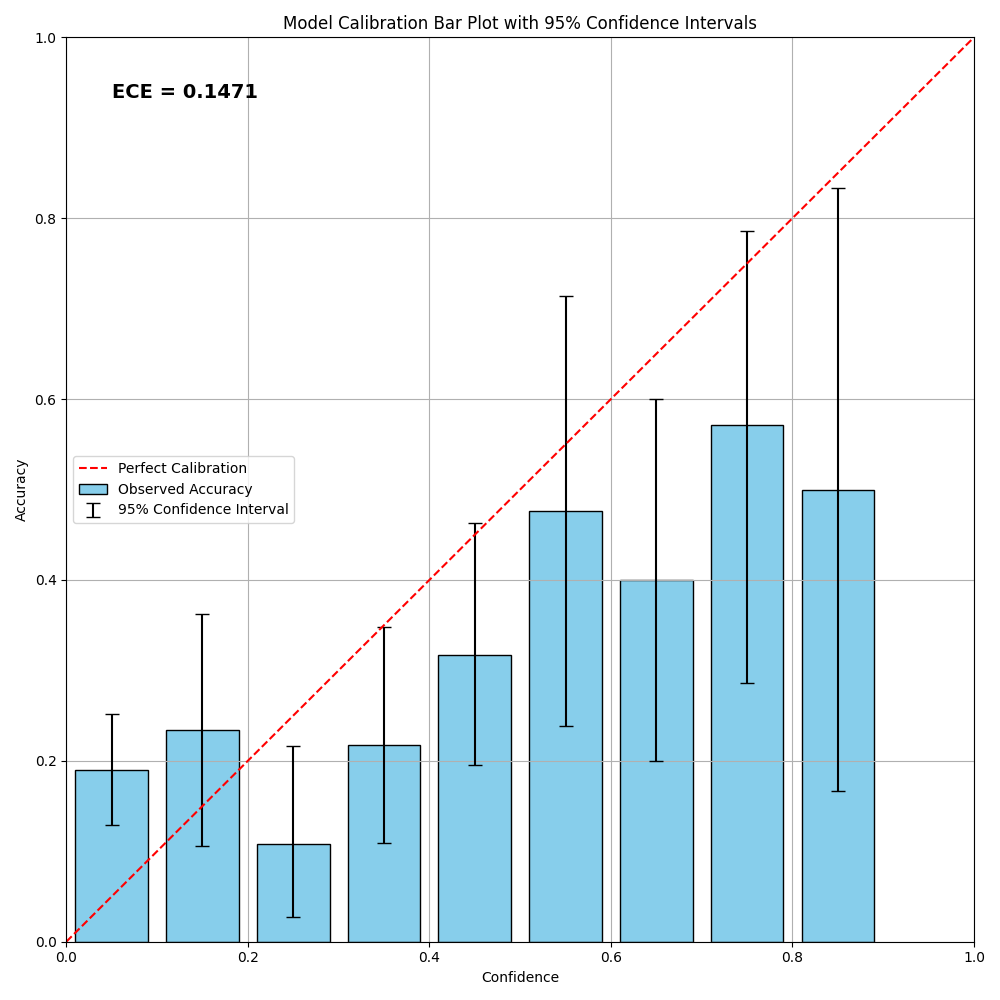 Model Calibration Bar Plot with 95% Confidence Intervals
1.0
ECE = 0.1471
0.8
0.6
Accuracy
Perfect Calibration
Observed Accuracy
95% Confidence Interval
0.4
0.2
0.0
0.0 0.2 0.4 0.6 0.8 1.0
Confidence